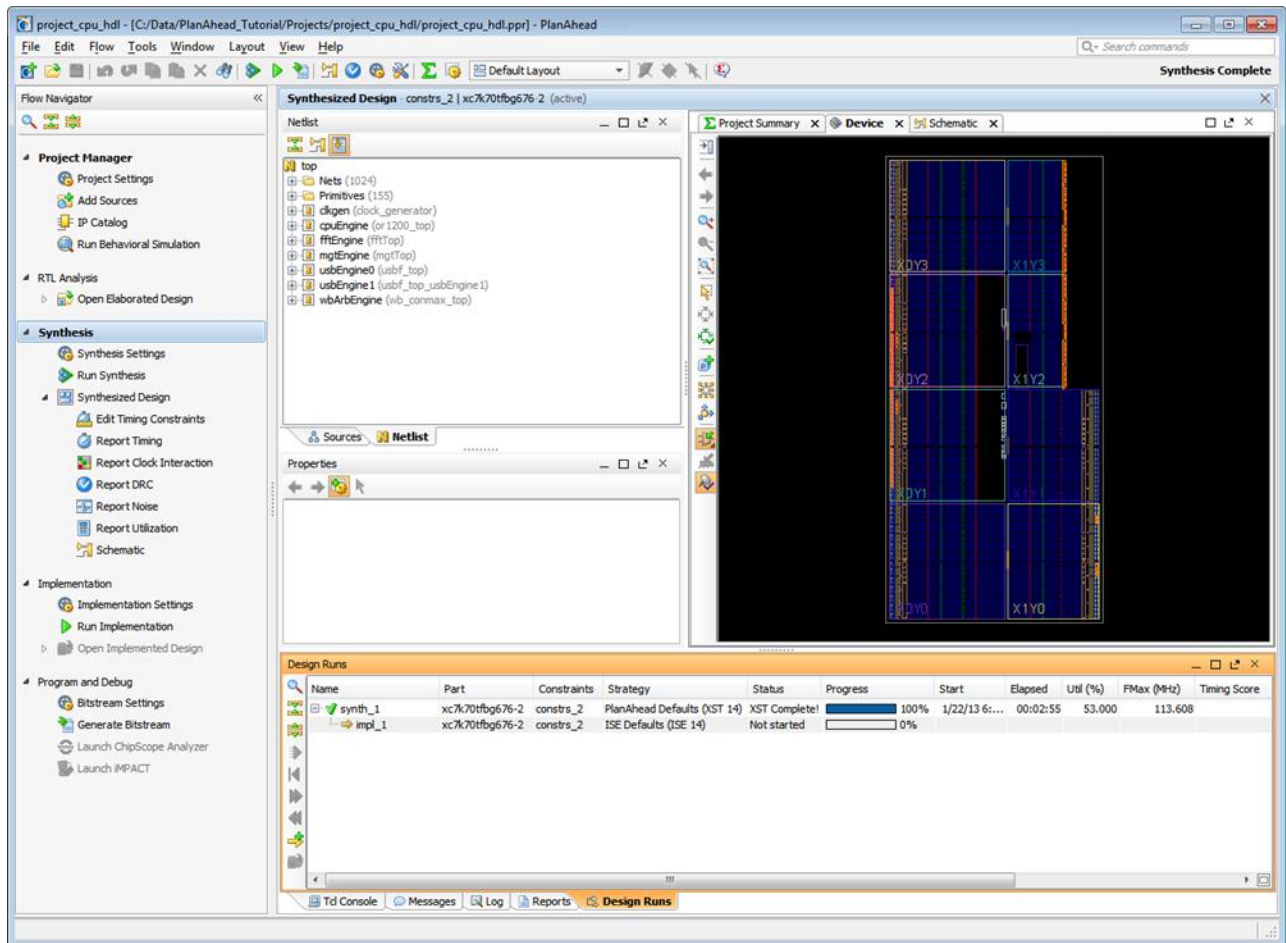 project_cpu_hdl - [C:/Data/PlanAhead_Tutorial/Projects/project_cpu_hdl/project_cpu_hdl.ppr] - PlanAhead
File Edit Flow Tools Window Layout View Help
Search commands
Default Layout
Synthesis Complete
Flow Navigator
Project Manager
Project Settings
Add Sources
IP Catalog
Run Behavioral Simulation
RTL Analysis
Open Elaborated Design
Synthesis
Synthesis Settings
Run Synthesis
Synthesized Design
Edit Timing Constraints
Report Timing
Report Clock Interaction
Report DRC
Report Noise
Report Utilization
Schematic
Implementation
Implementation Settings
Run Implementation
Open Implemented Design
Program and Debug
Bitstream Settings
Generate Bitstream
Launch ChipScope Analyzer
Launch iMPACT
Synthesized Design - constrs_2 | xc7k70tfbg676-2 (active)
Netlist
top
Nets (1024)
Primitives (155)
clkgen (clock_generator)
cpuEngine (or1200_top)
fftEngine (fftTop)
mgtEngine (mgtTop)
usbEngine0 (usbf_top)
usbEngine1 (usbf_top_usbEngine1)
wbArbEngine (wb_conmax_top)
Sources Netlist
Properties
Project Summary Device Schematic
X0Y3 X1Y3
X0Y2 X1Y2
X0Y1 X1Y1
X0Y0 X1Y0
Design Runs
Name Part Constraints Strategy Status Progress Start Elapsed Util (%) FMax (MHz) Timing Score
synth_1 xc7k70tfbg676-2 constrs_2 PlanAhead Defaults (XST 14) XST Complete! 100% 1/22/13 6:... 00:02:55 53.000 113.608
impl_1 xc7k70tfbg676-2 constrs_2 ISE Defaults (ISE 14) Not started 0%
Tcl Console Messages Log Reports Design Runs